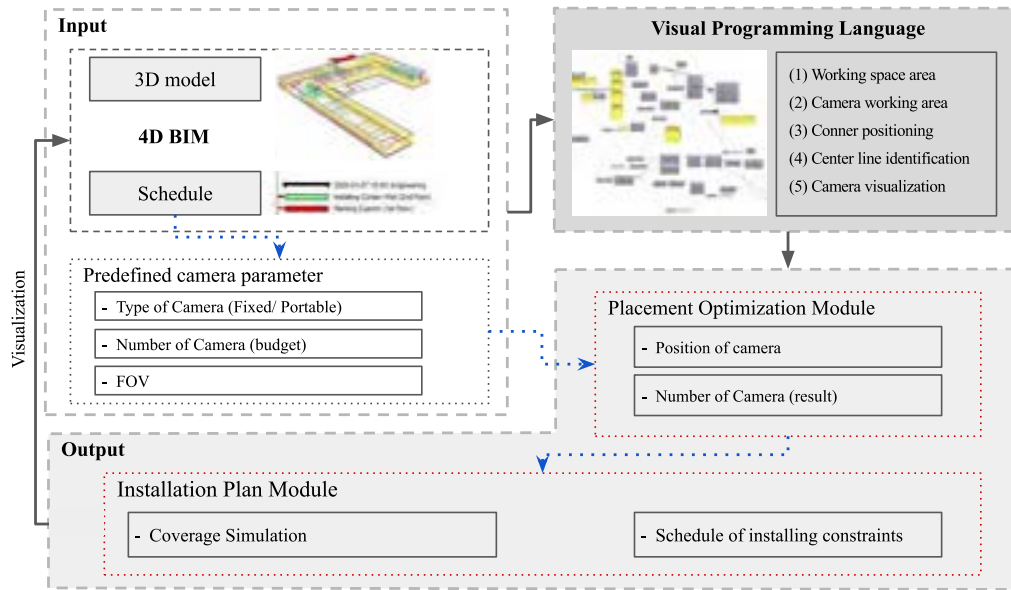 Input
3D model
4D BIM
Schedule
Predefined camera parameter
- Type of Camera (Fixed/ Portable)
- Number of Camera (budget)
- FOV
Visualization
Visual Programming Language
(1) Working space area
(2) Camera working area
(3) Conner positioning
(4) Center line identification
(5) Camera visualization
Placement Optimization Module
- Position of camera
- Number of Camera (result)
Output
Installation Plan Module
- Coverage Simulation
- Schedule of installing constraints